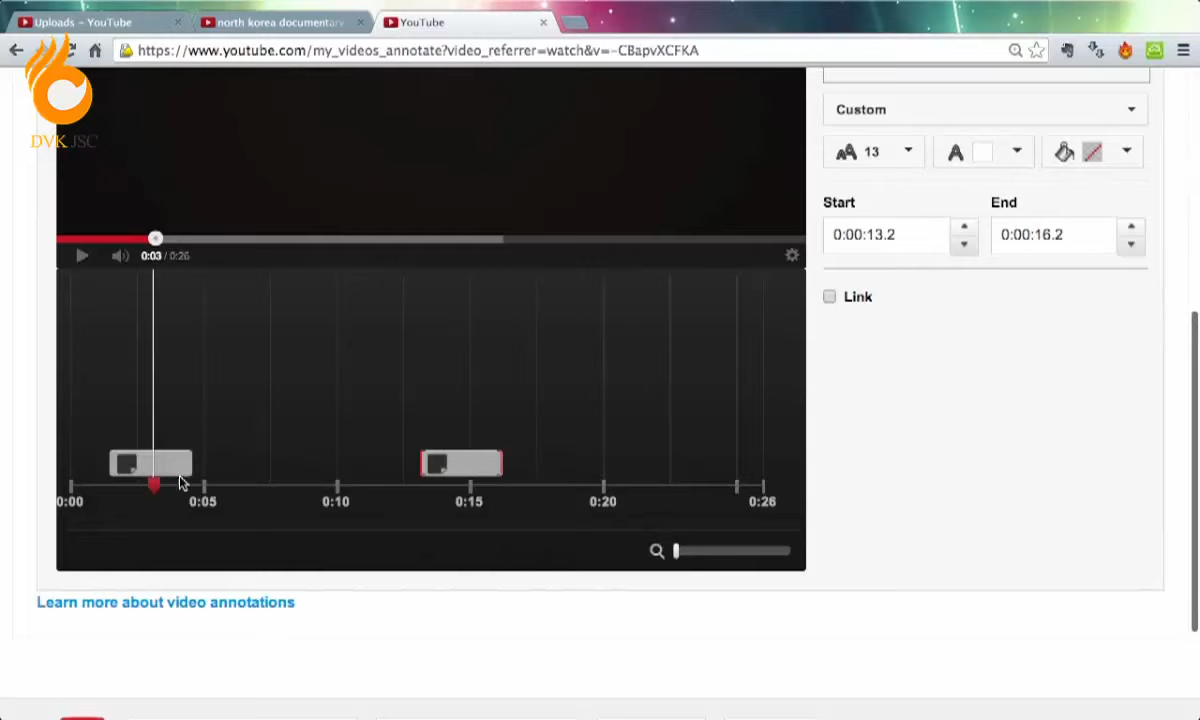 Uploads – YouTube
north korea documentary
YouTube
https://www.youtube.com/my_videos_annotate?video_referrer=watch&v=-CBapvXCFKA
DVK JSC
Custom
13
Start
End
0:00:13.2
0:00:16.2
0:03 / 0:26
Link
0:00
0:05
0:10
0:15
0:20
0:26
Learn more about video annotations